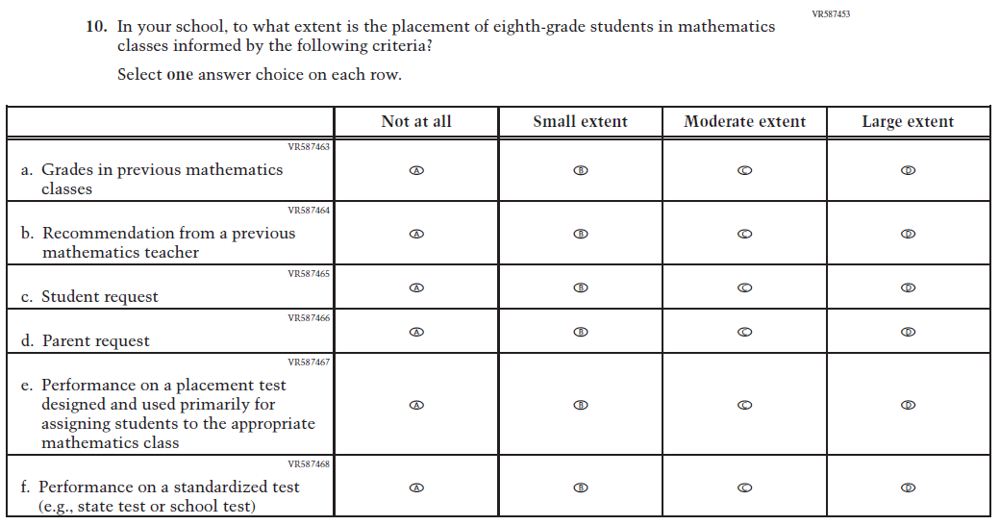 VR587453
10. In your school, to what extent is the placement of eighth-grade students in mathematics
classes informed by the following criteria?
Select one answer choice on each row.
Not at all Small extent Moderate extent Large extent
VR587463
a. Grades in previous mathematics
classes
A B C D
VR587464
b. Recommendation from a previous
mathematics teacher
A B C D
VR587465
c. Student request
A B C D
VR587466
d. Parent request
A B C D
VR587467
e. Performance on a placement test
designed and used primarily for
assigning students to the appropriate
mathematics class
A B C D
VR587468
f. Performance on a standardized test
(e.g., state test or school test)
A B C D